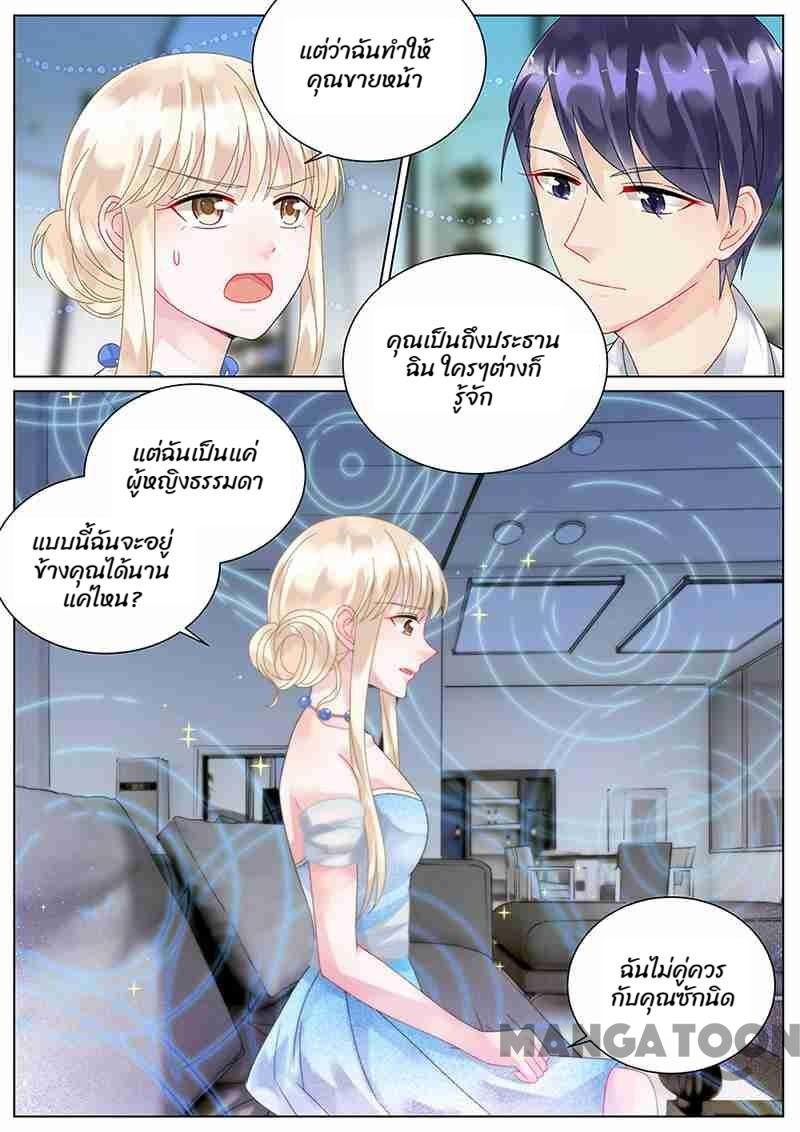 แต่ว่าฉันทำให้
คุณขายหน้า
คุณเป็นถึงประธาน
ฉิน ใครๆต่างก็
รู้จัก
แต่ฉันเป็นแค่
ผู้หญิงธรรมดา
แบบนี้ฉันจะอยู่
ข้างคุณได้นาน
แค่ไหน?
ฉันไม่คู่ควร
กับคุณซักนิด
MANGATOON